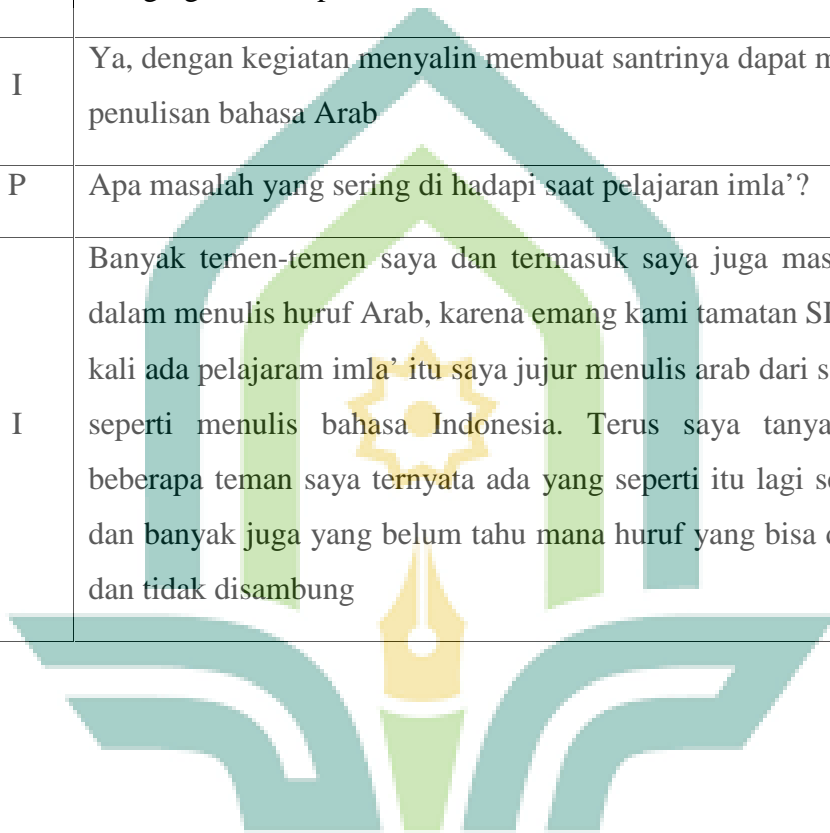 I
Ya, dengan kegiatan menyalin membuat santrinya dapat
penulisan bahasa Arab
P
Apa masalah yang sering di hadapi saat pelajaran imla’?
Banyak temen-temen saya dan termasuk saya juga
dalam menulis huruf Arab, karena emang kami tamatan
kali ada pelajaram imla’ itu saya jujur menulis arab dari
I
seperti menulis bahasa Indonesia. Terus saya
beberapa teman saya ternyata ada yang seperti itu lagi
dan banyak juga yang belum tahu mana huruf yang bisa
dan tidak disambung